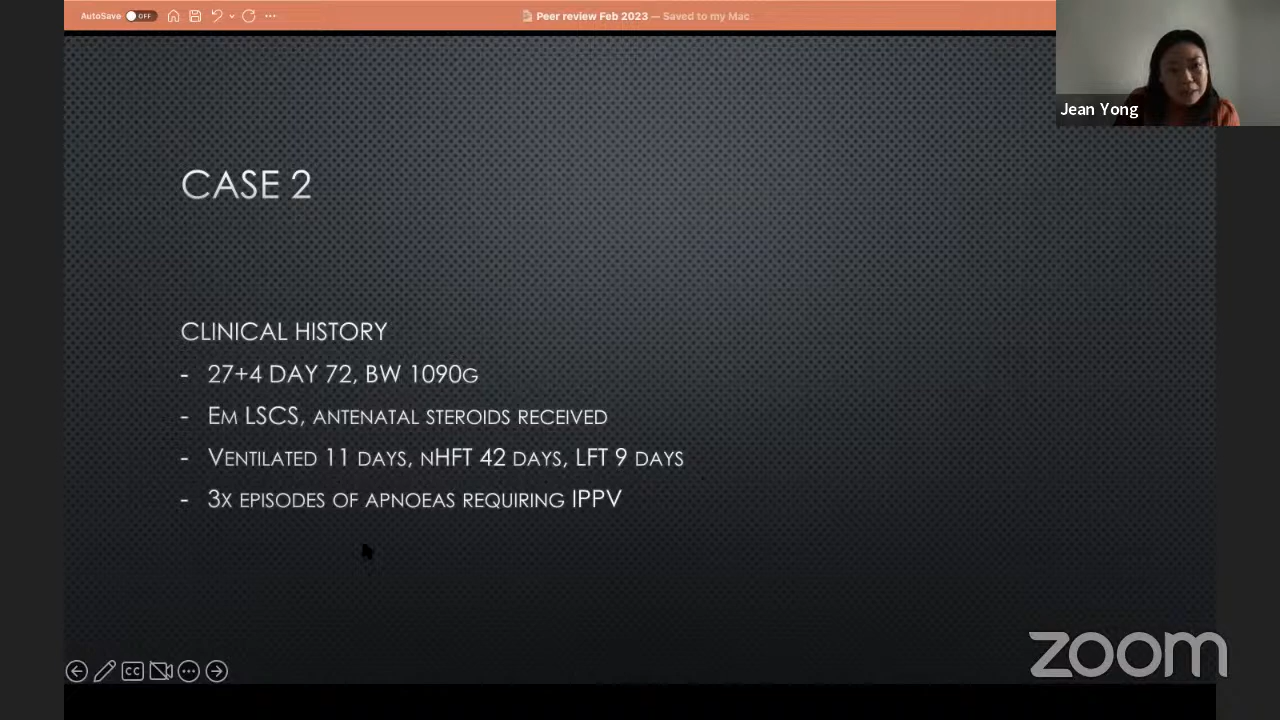 AutoSave OFF
Peer review Feb 2023 — Saved to my Mac
Jean Yong
CASE 2
CLINICAL HISTORY
- 27+4 DAY 72, BW 1090G
- EM LSCS, ANTENATAL STEROIDS RECEIVED
- VENTILATED 11 DAYS, NHFT 42 DAYS, LFT 9 DAYS
- 3X EPISODES OF APNOEAS REQUIRING IPPV
CC
zoom